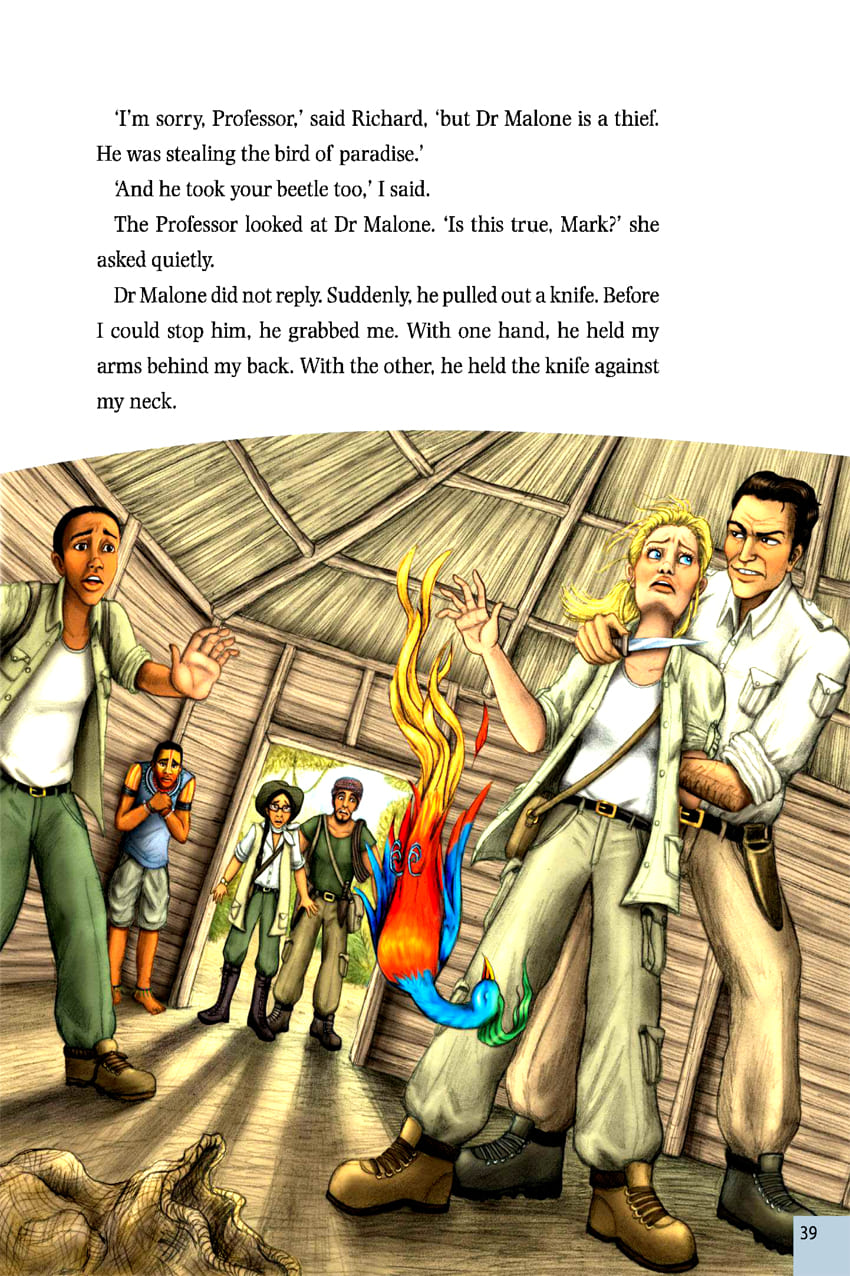 ‘I’m sorry, Professor,’ said Richard, ‘but Dr Malone is a thief.
He was stealing the bird of paradise.’
‘And he took your beetle too,’ I said.
The Professor looked at Dr Malone. ‘Is this true, Mark?’ she
asked quietly.
Dr Malone did not reply. Suddenly, he pulled out a knife. Before
I could stop him, he grabbed me. With one hand, he held my
arms behind my back. With the other, he held the knife against
my neck.
39